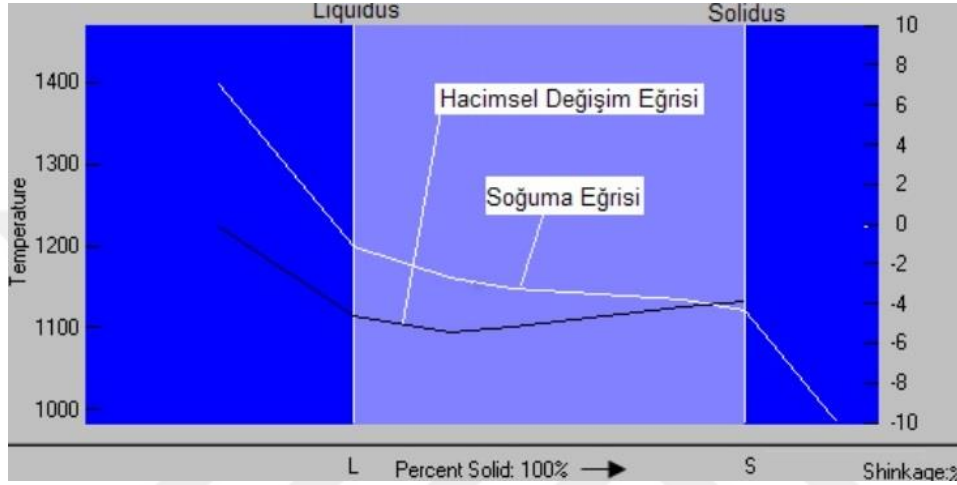 Liquidus
Solidus
10
1400
8
Hacimsel Değişim Eğrisi
6
4
1300
2
Soğuma Eğrisi
0
Temperature
1200
-2
-4
1100
-6
-8
1000
-10
L
Percent Solid: 100%
S
Shinkage:%